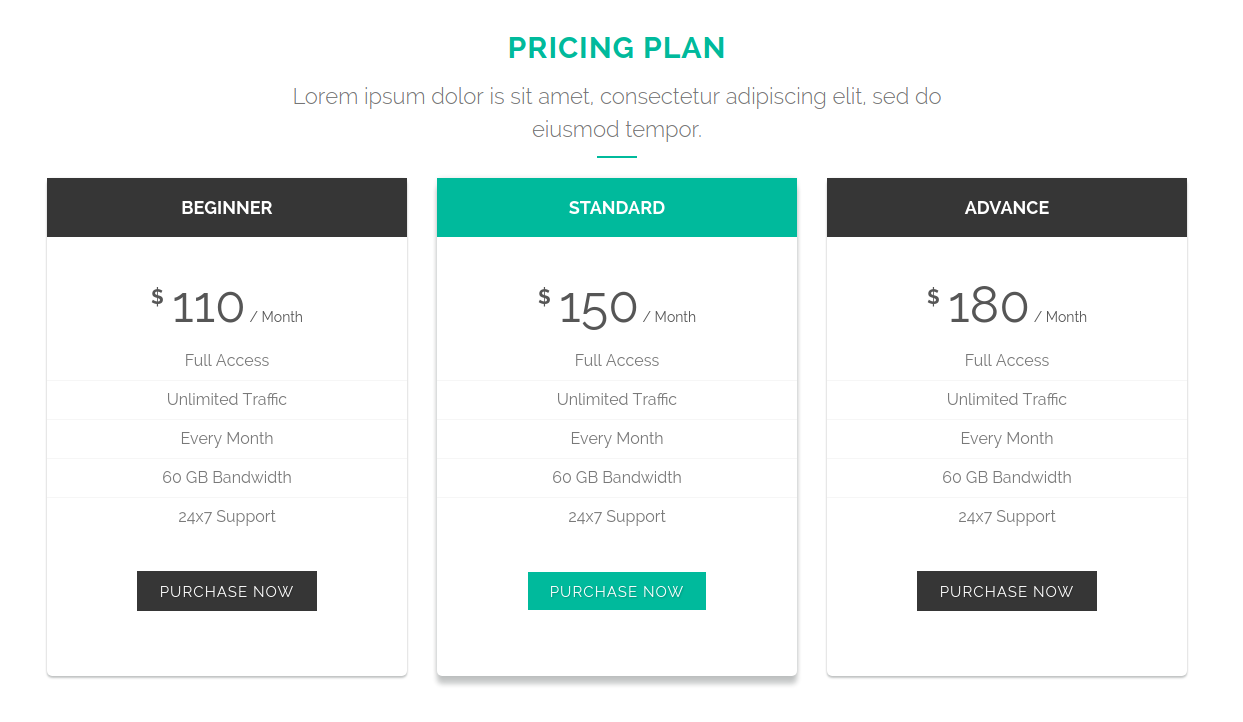 PRICING PLAN
Lorem ipsum dolor is sit amet, consectetur adipiscing elit, sed do
eiusmod tempor.
BEGINNER
$ 110 / Month
Full Access
Unlimited Traffic
Every Month
60 GB Bandwidth
24x7 Support
PURCHASE NOW
STANDARD
$ 150 / Month
Full Access
Unlimited Traffic
Every Month
60 GB Bandwidth
24x7 Support
PURCHASE NOW
ADVANCE
$ 180 / Month
Full Access
Unlimited Traffic
Every Month
60 GB Bandwidth
24x7 Support
PURCHASE NOW